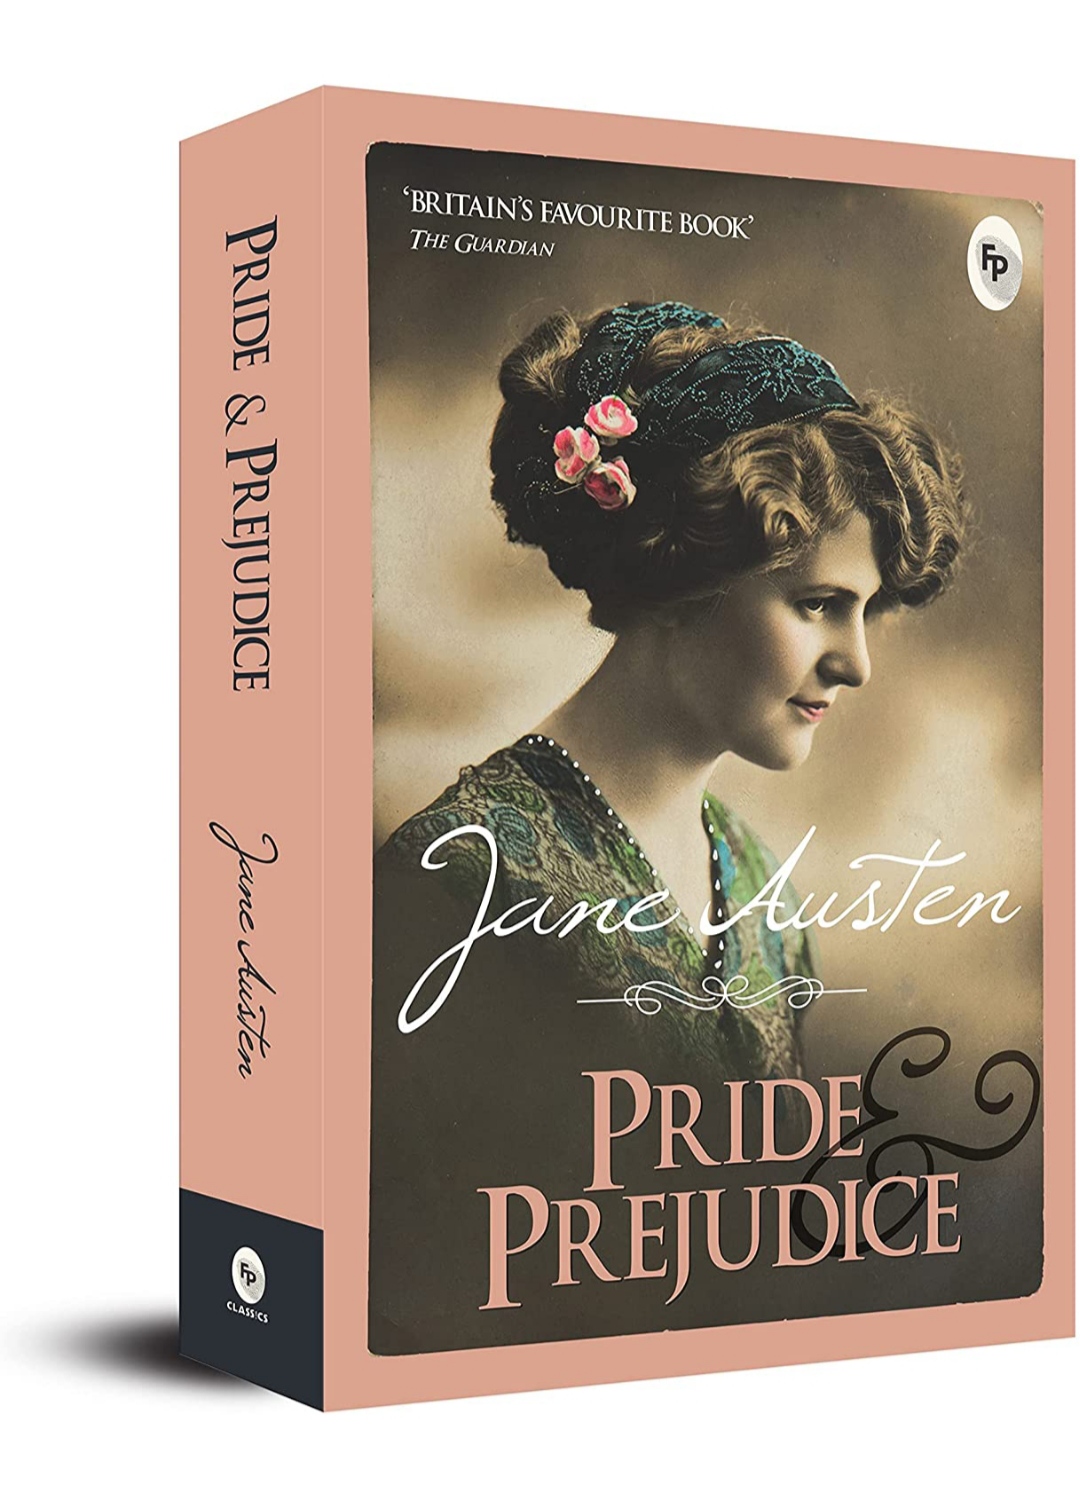 PRIDE & PREJUDICE
Jane Austen
FP
CLASSICS
‘BRITAIN’S FAVOURITE BOOK’
THE GUARDIAN
FP
Jane Austen
PRIDE &
PREJUDICE